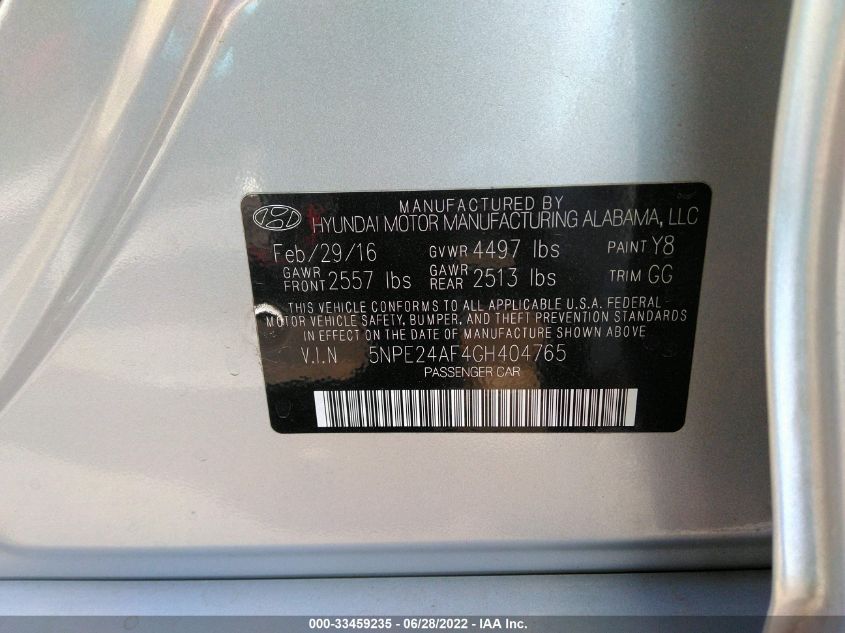 MANUFACTURED BY
HYUNDAI MOTOR MANUFACTURING ALABAMA, LLC
Feb/29/16 GVWR 4497 lbs PAINT Y8
GAWR FRONT 2557 lbs GAWR REAR 2513 lbs TRIM GG
THIS VEHICLE CONFORMS TO ALL APPLICABLE U.S.A. FEDERAL
MOTOR VEHICLE SAFETY, BUMPER, AND THEFT PREVENTION STANDARDS
IN EFFECT ON THE DATE OF MANUFACTURE SHOWN ABOVE
V.I.N 5NPE24AF4GH404765
PASSENGER CAR
000-33459235 - 06/28/2022 - IAA Inc.